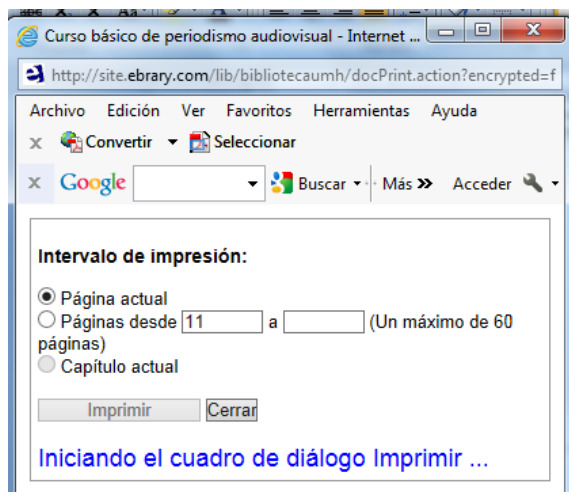 abc X, X Aa
Curso básico de periodismo audiovisual - Internet ...
http://site.ebrary.com/lib/bibliotecaumh/docPrint.action?encrypted=f
Archivo Edición Ver Favoritos Herramientas Ayuda
x Convertir Seleccionar
x Google Buscar Más » Acceder
Intervalo de impresión:
Página actual
Páginas desde 11 a (Un máximo de 60
páginas)
Capítulo actual
Imprimir Cerrar
Iniciando el cuadro de diálogo Imprimir ...